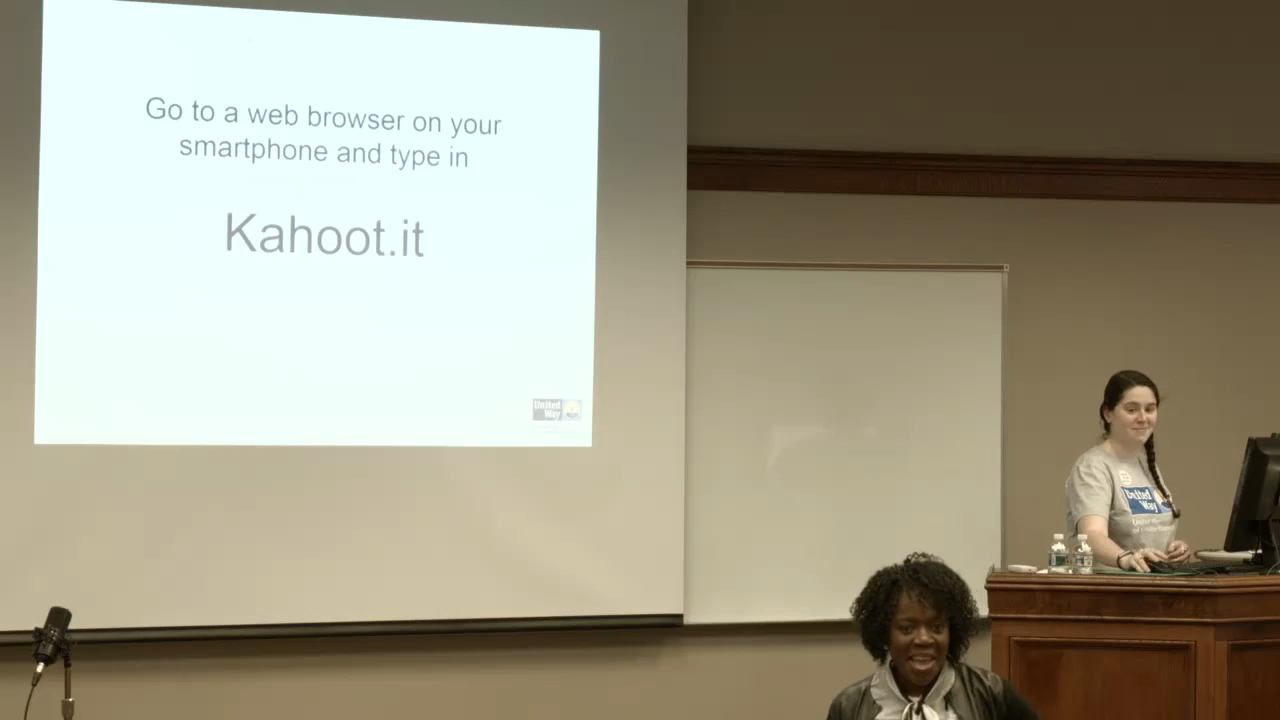 Go to a web browser on your
smartphone and type in
Kahoot.it
United
Way
United
Way